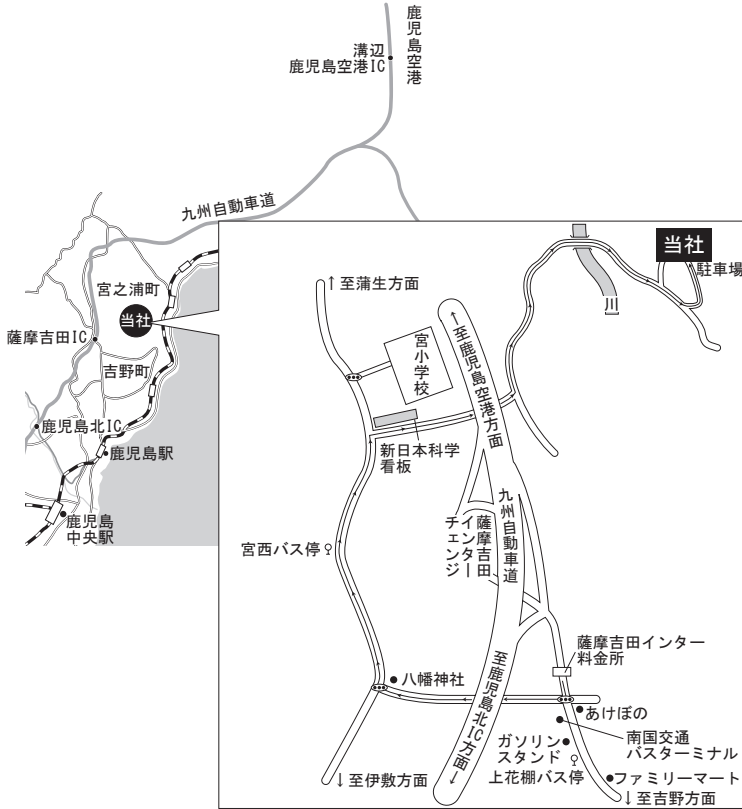 鹿児島空港
溝辺
鹿児島空港IC
九州自動車道
宮之浦町
当社
薩摩吉田IC
吉野町
鹿児島北IC
鹿児島駅
鹿児島
中央駅
当社
駐車場
川
↑至蒲生方面
宮小学校
↑至鹿児島空港方面
新日本科学
看板
九州自動車道
薩摩吉田
インター
チェンジ
宮西バス停
薩摩吉田インター
料金所
八幡神社
至鹿児島北IC方面↓
あけぼの
南国交通
バスターミナル
ガソリン
スタンド
上花棚バス停
ファミリーマート
↓至伊敷方面
↓至吉野方面